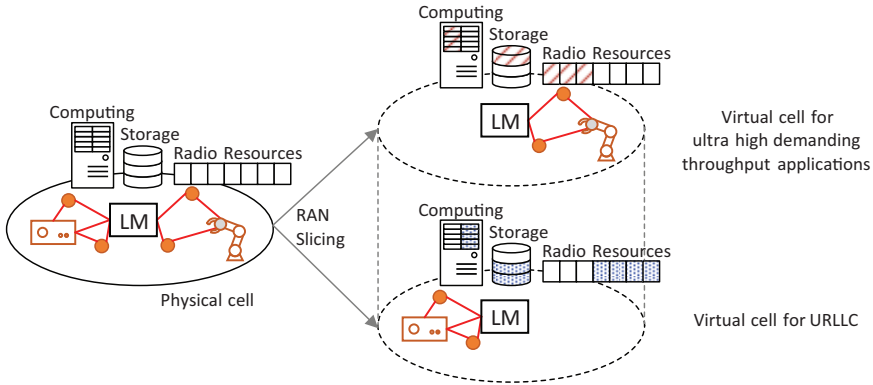 Computing
Storage
Radio Resources
LM
Physical cell
RAN
Slicing
Computing
Storage
Radio Resources
LM
Virtual cell for
ultra high demanding
throughput applications
Computing
Storage
Radio Resources
LM
Virtual cell for URLLC